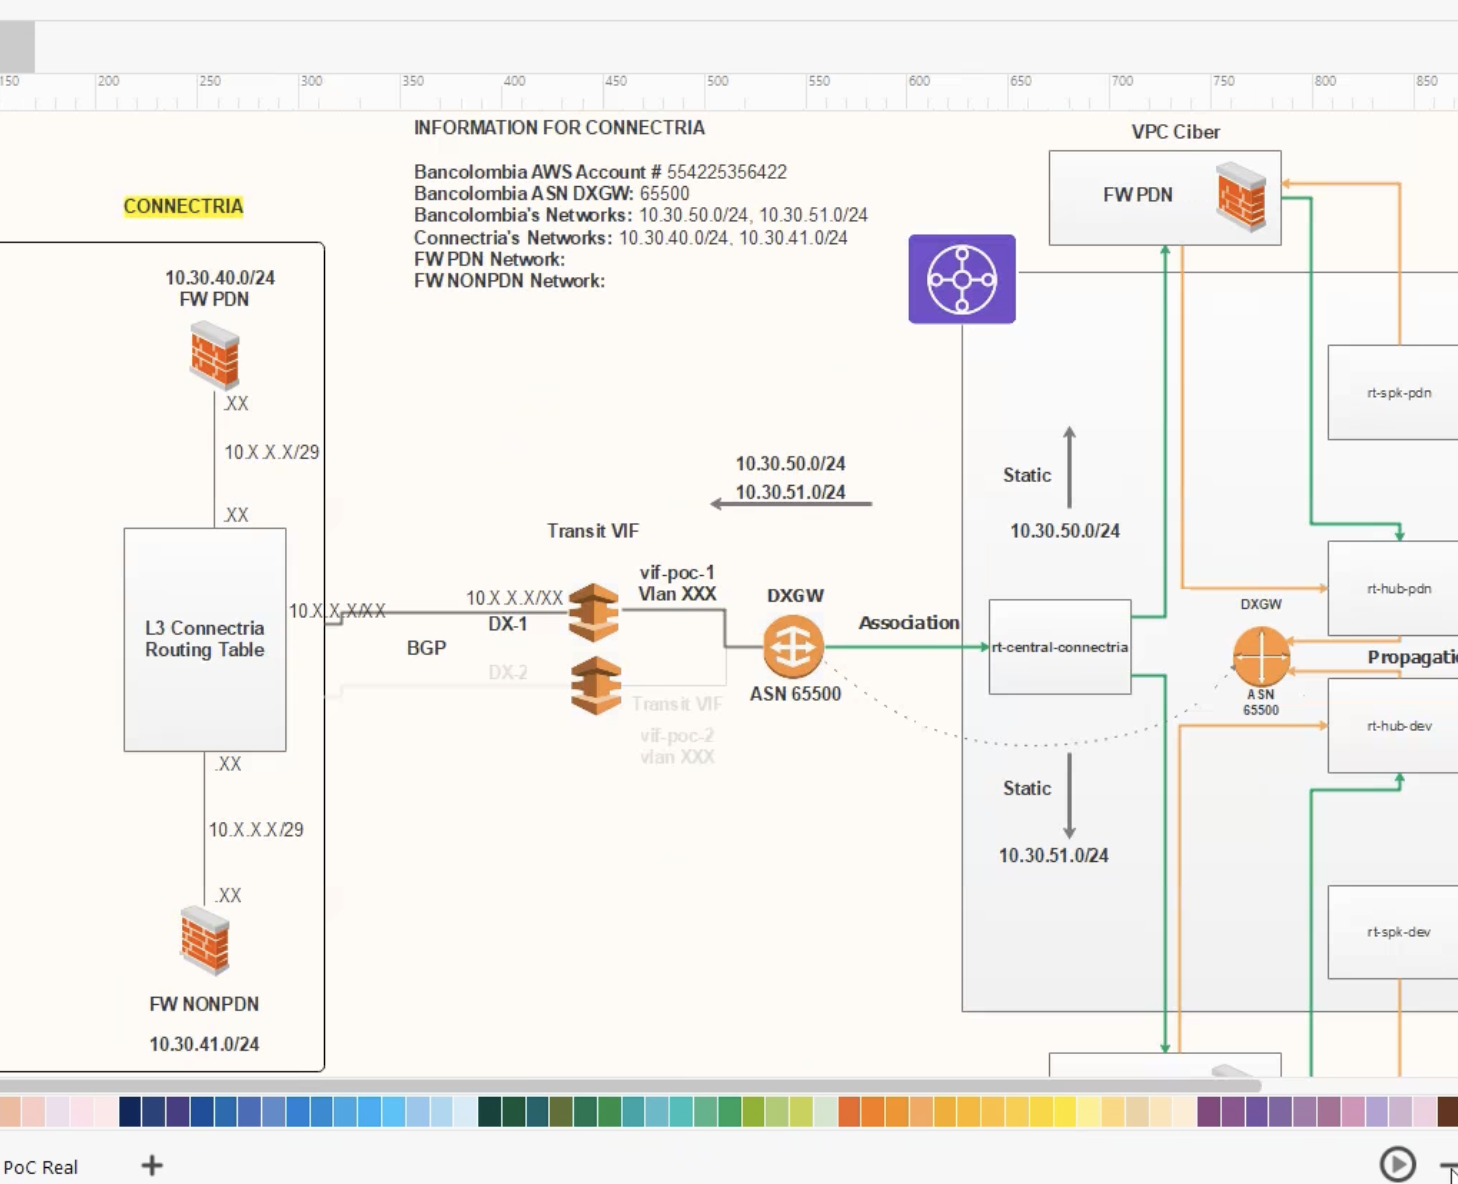 150 200 250 300 350 400 450 500 550 600 650 700 750 800 850
INFORMATION FOR CONNECTRIA
Bancolombia AWS Account # 554225356422
Bancolombia ASN DXGW: 65500
Bancolombia's Networks: 10.30.50.0/24, 10.30.51.0/24
Connectria's Networks: 10.30.40.0/24, 10.30.41.0/24
FW PDN Network:
FW NONPDN Network:
CONNECTRIA
10.30.40.0/24
FW PDN
.XX
10.X.X.X/29
.XX
L3 Connectria
Routing Table
.XX
10.X.X.X/29
.XX
FW NONPDN
10.30.41.0/24
10.X.X.X/XX
BGP
10.X.X.X/XX
DX-1
DX-2
Transit VIF
vif-poc-1
Vlan XXX
Transit VIF
vif-poc-2
vlan XXX
10.30.50.0/24
10.30.51.0/24
DXGW
ASN 65500
Association
VPC Ciber
FW PDN
Static
10.30.50.0/24
rt-central-connectria
Static
10.30.51.0/24
rt-spk-pdn
rt-hub-pdn
DXGW
ASN
65500
rt-hub-dev
rt-spk-dev
PoC Real